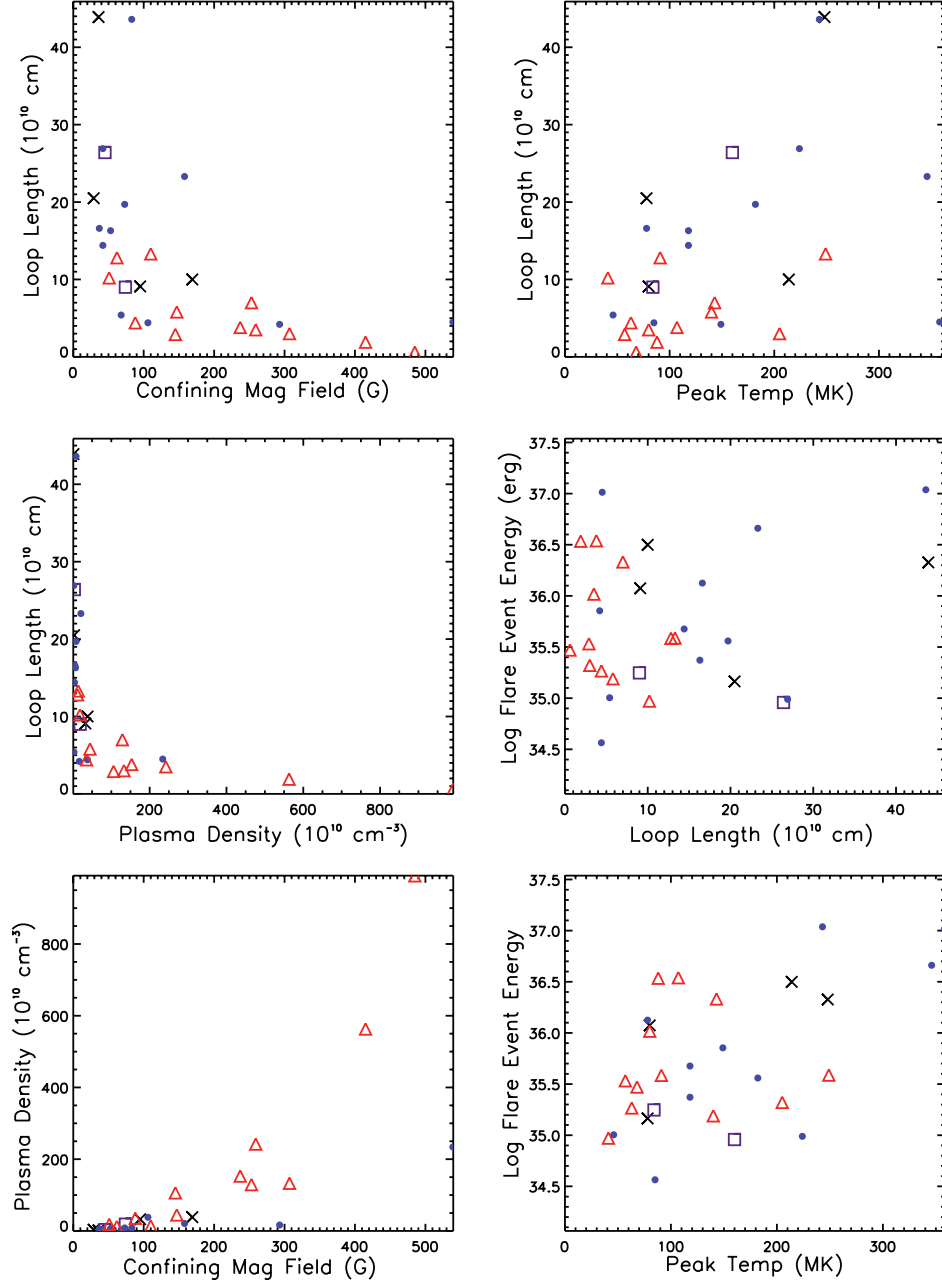 40
30
20
10
0
Loop Length (10¹⁰ cm)
0 100 200 300 400 500
Confining Mag Field (G)
40
30
20
10
0
Loop Length (10¹⁰ cm)
0 100 200 300
Peak Temp (MK)
40
30
20
10
0
Loop Length (10¹⁰ cm)
200 400 600 800
Plasma Density (10¹⁰ cm⁻³)
37.5
37.0
36.5
36.0
35.5
35.0
34.5
Log Flare Event Energy (erg)
0 10 20 30 40
Loop Length (10¹⁰ cm)
800
600
400
200
0
Plasma Density (10¹⁰ cm⁻³)
0 100 200 300 400 500
Confining Mag Field (G)
37.5
37.0
36.5
36.0
35.5
35.0
34.5
Log Flare Event Energy
0 100 200 300
Peak Temp (MK)